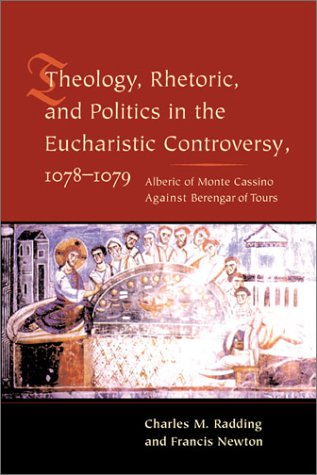 Theology, Rhetoric,
and Politics in the
Eucharistic Controversy,
1078–1079
Alberic of Monte Cassino
Against Berengar of Tours
Charles M. Radding
and Francis Newton